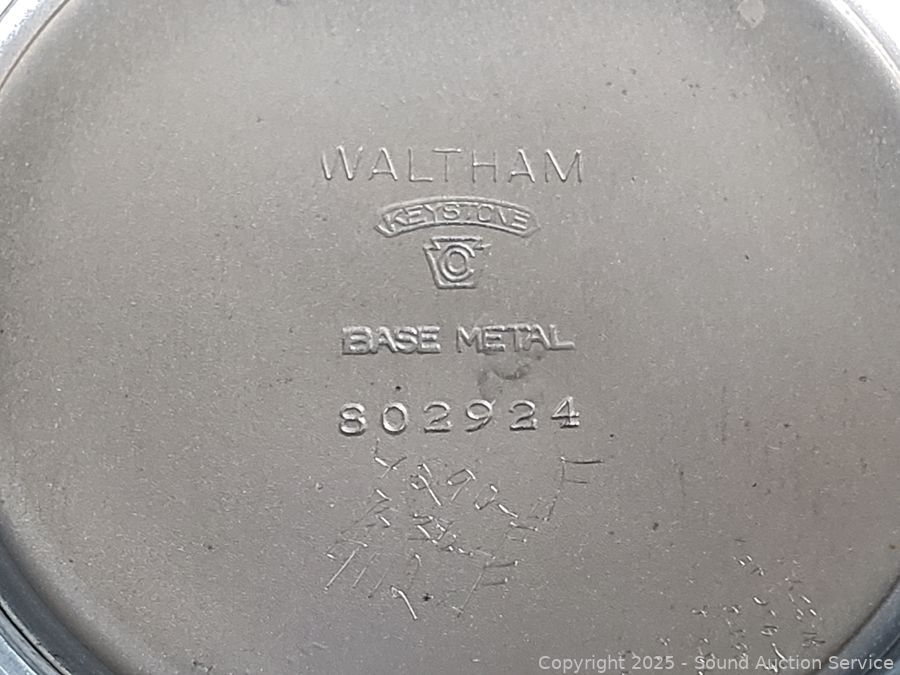 WALTHAM
KEYSTONE
BASE METAL
802924
Copyright 2025 - Sound Auction Service